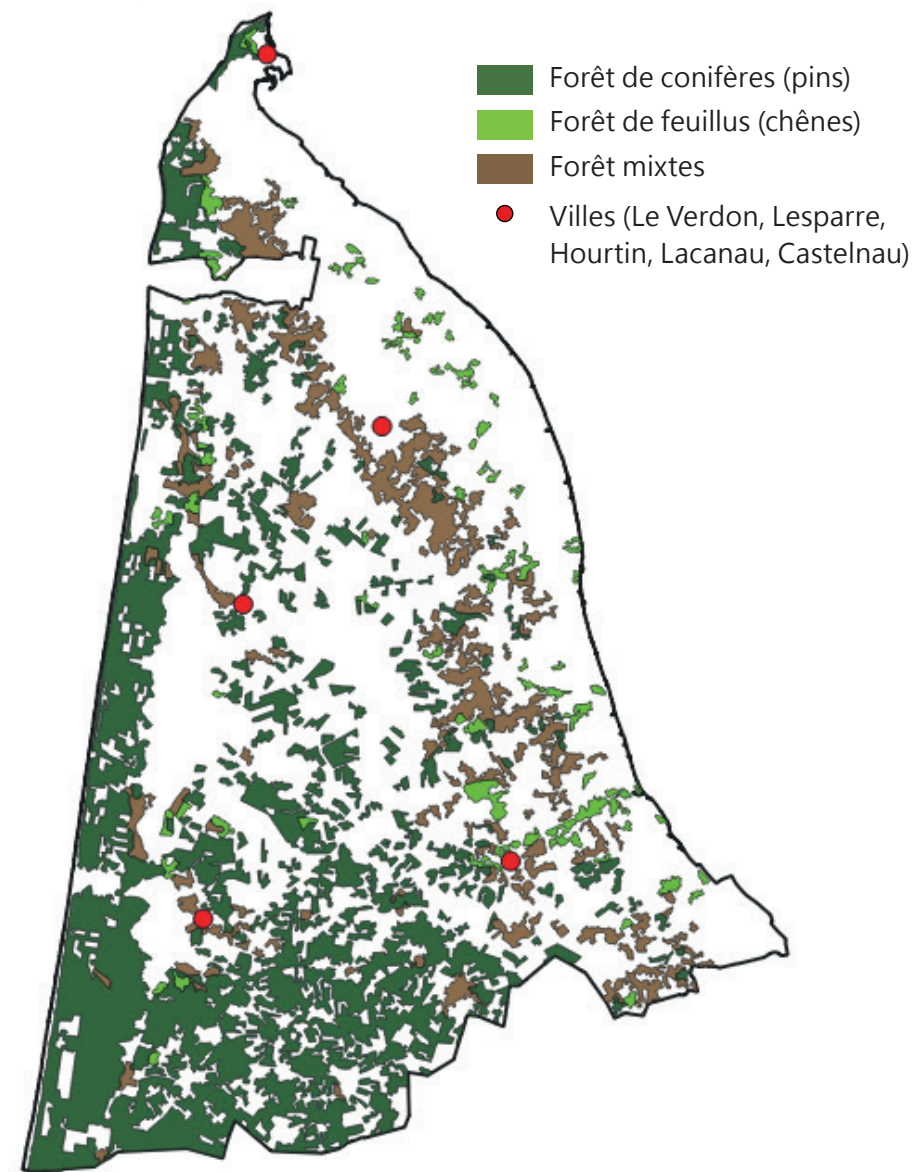 Forêt de conifères (pins)
Forêt de feuillus (chênes)
Forêt mixtes
Villes (Le Verdon, Lesparre,
Hourtin, Lacanau, Castelnau)